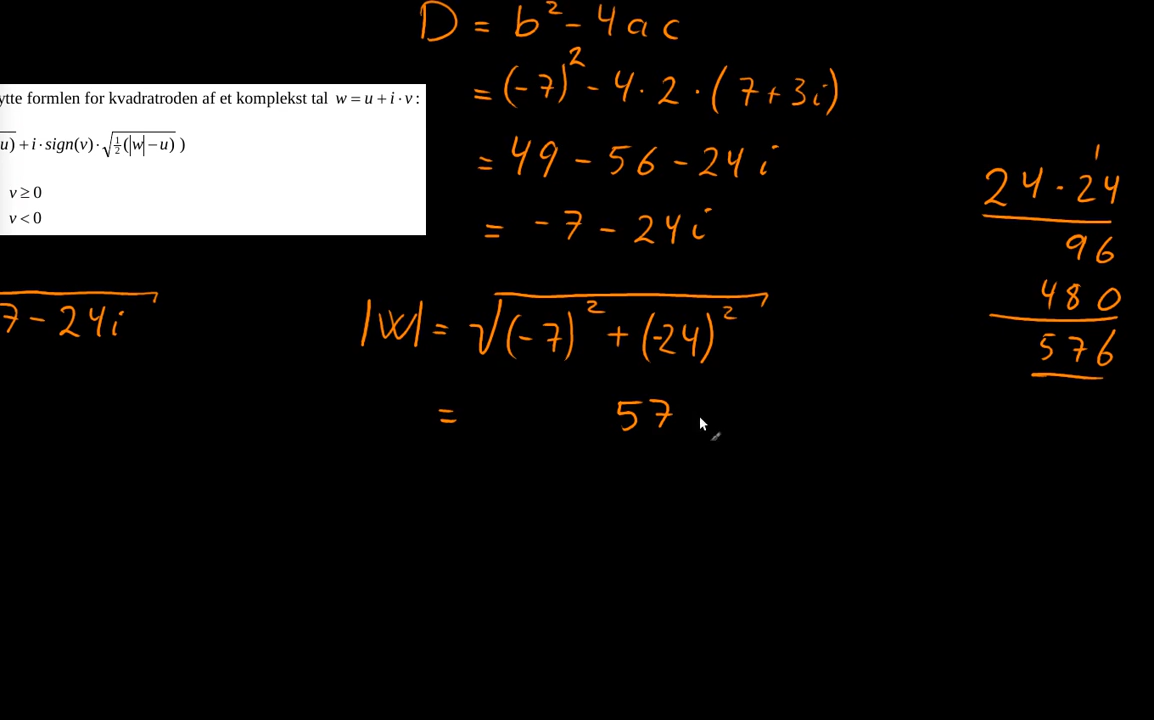 D = b² - 4ac
= (-7)² - 4 · 2 · (7 + 3i)
= 49 - 56 - 24i
= -7 - 24i
ytte formlen for kvadratroden af et komplekst tal w = u + i · v :
u) + i · sign(v) · √(½(|w| - u) )
v ≥ 0
v < 0
24 · 24
1
96
480
576
7 - 24i
|w| = √((-7)² + (-24)²)
= 57